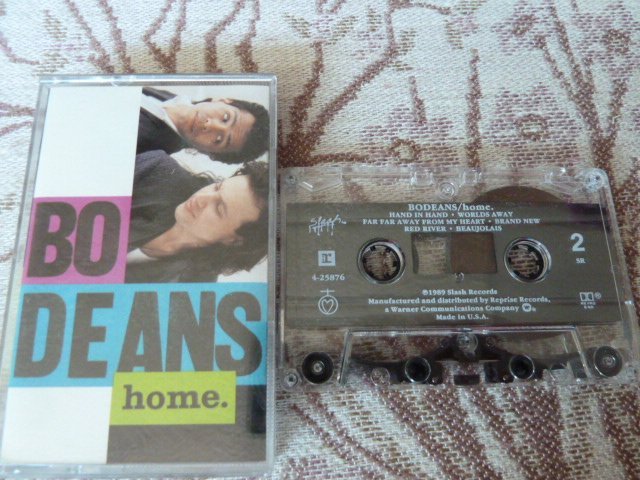 BO
DEANS
home.
BODEANS/home.
HAND IN HAND • WORLDS AWAY
FAR FAR AWAY FROM MY HEART • BRAND NEW
RED RIVER • BEAUJOLAIS
Slash
4-25876
2
SR
℗1989 Slash Records
Manufactured and distributed by Reprise Records,
a Warner Communications Company
Made in U.S.A.